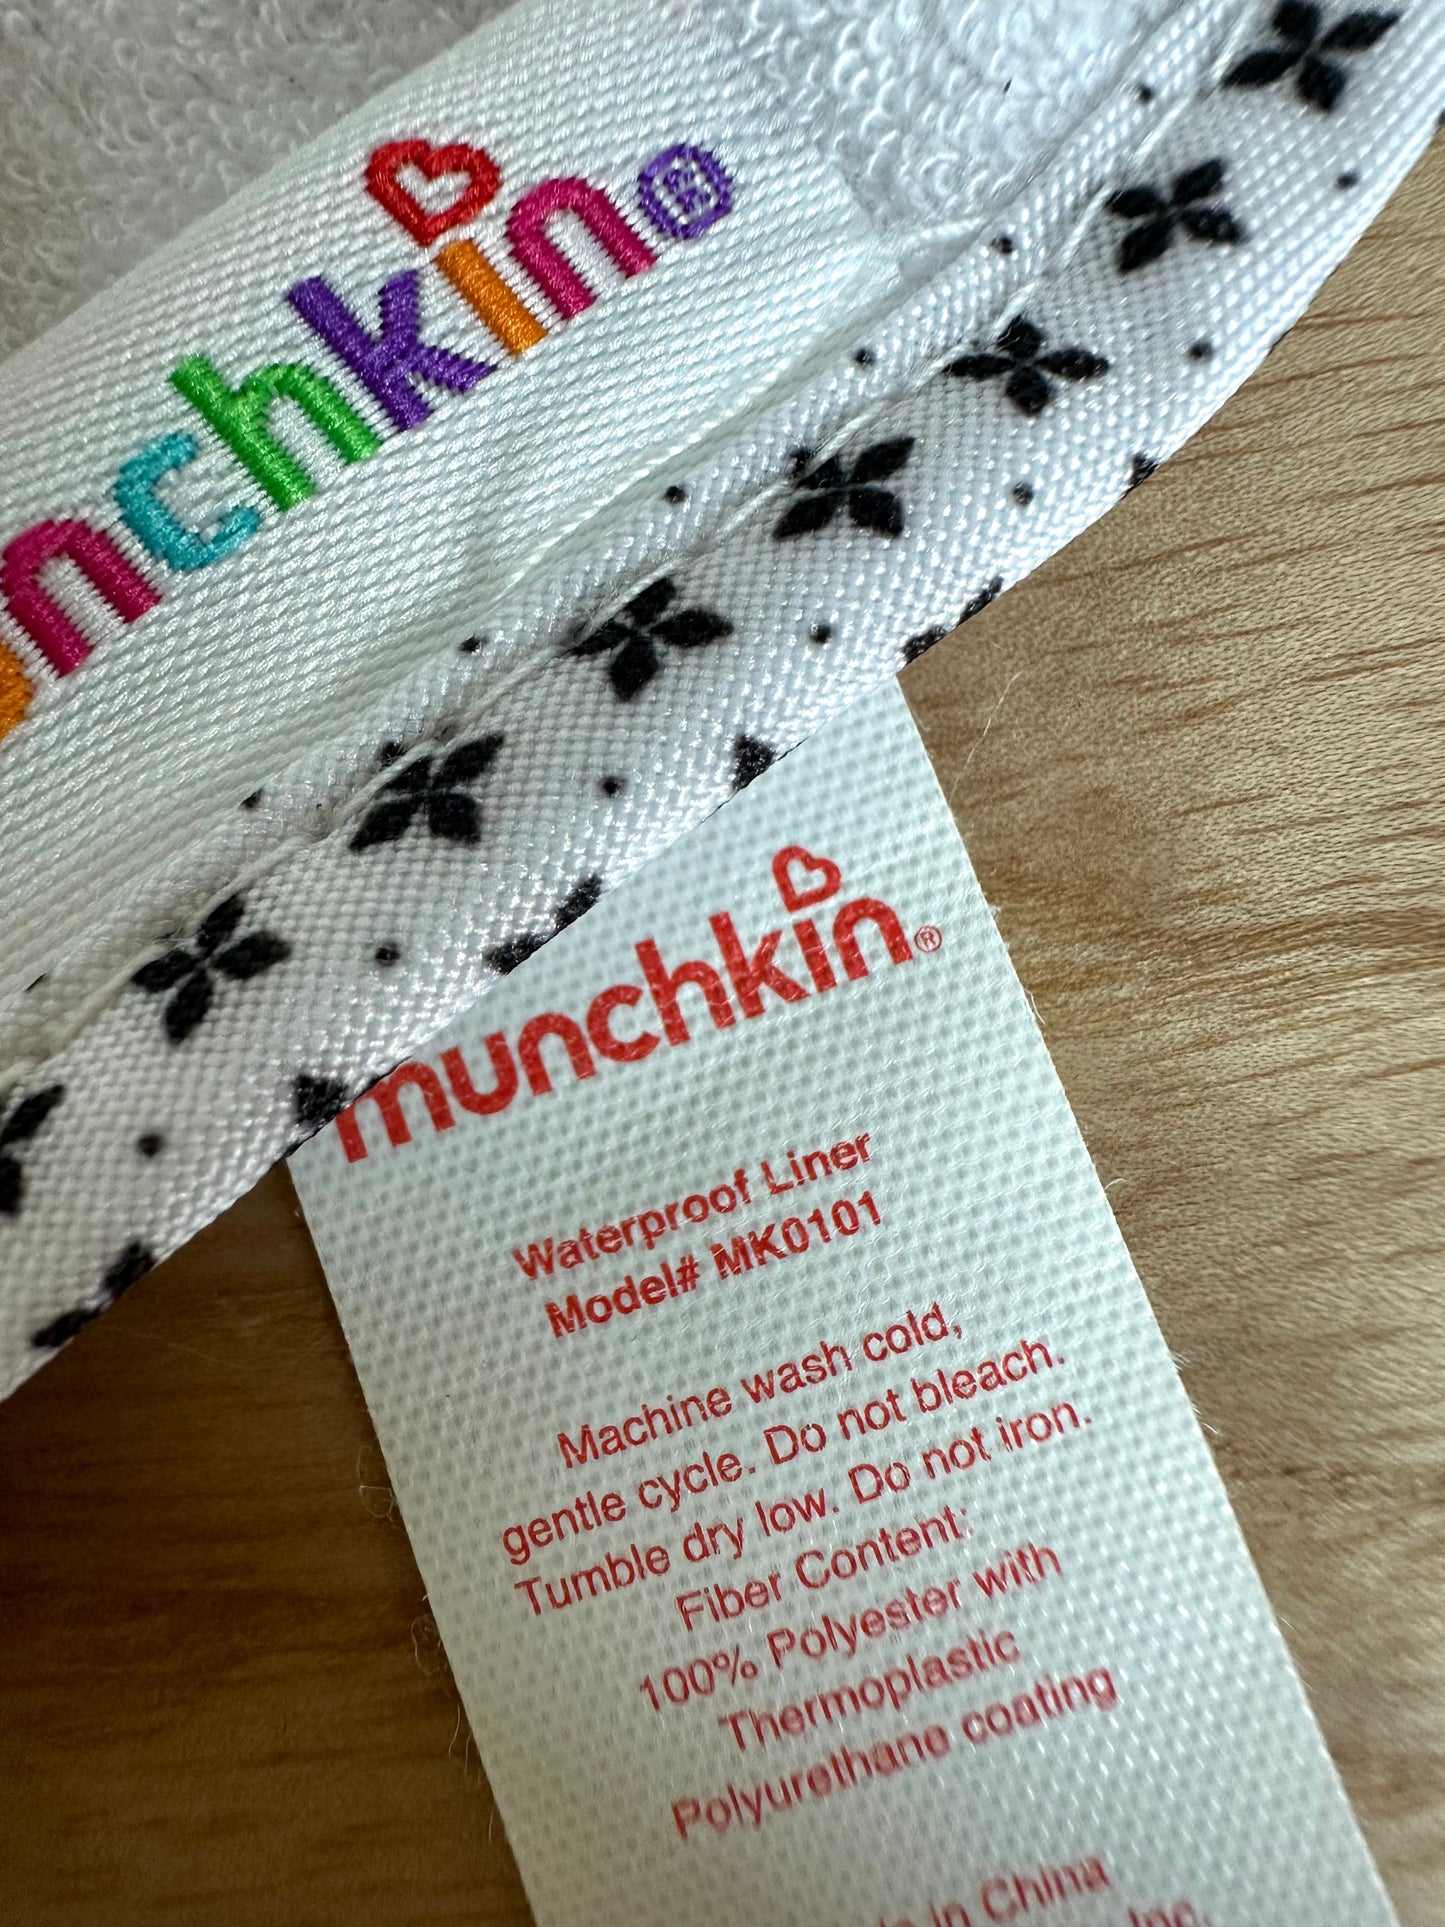 nchkin®
munchkin®
Waterproof Liner
Model# MK0101
Machine wash cold,
gentle cycle. Do not bleach.
Tumble dry low. Do not iron.
Fiber Content:
100% Polyester with
Thermoplastic
Polyurethane coating
in China
Inc